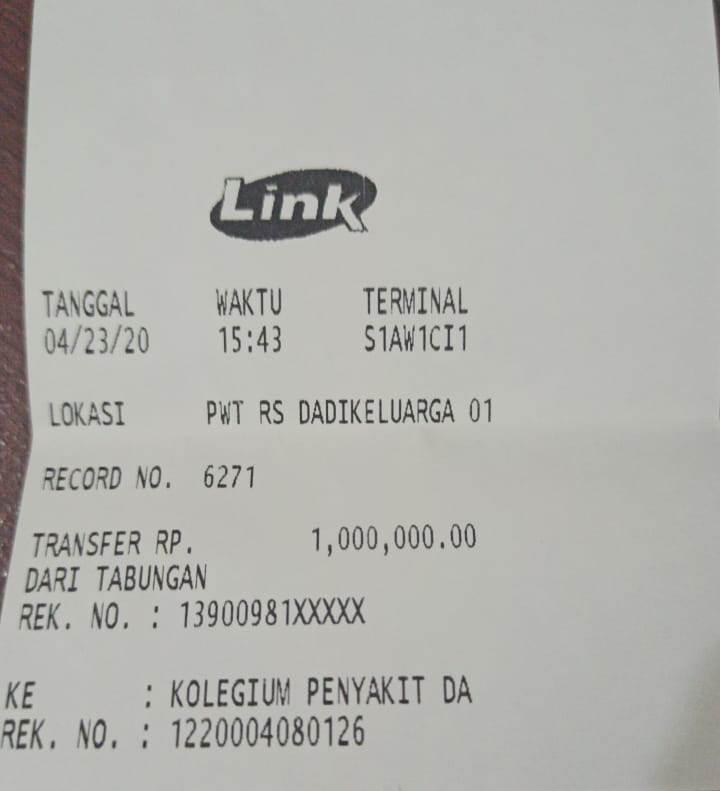 Link
TANGGAL WAKTU TERMINAL
04/23/20 15:43 S1AW1CI1
LOKASI PWT RS DADIKELUARGA 01
RECORD NO. 6271
TRANSFER RP. 1,000,000.00
DARI TABUNGAN
REK. NO. : 13900981XXXXX
KE : KOLEGIUM PENYAKIT DA
REK. NO. : 1220004080126